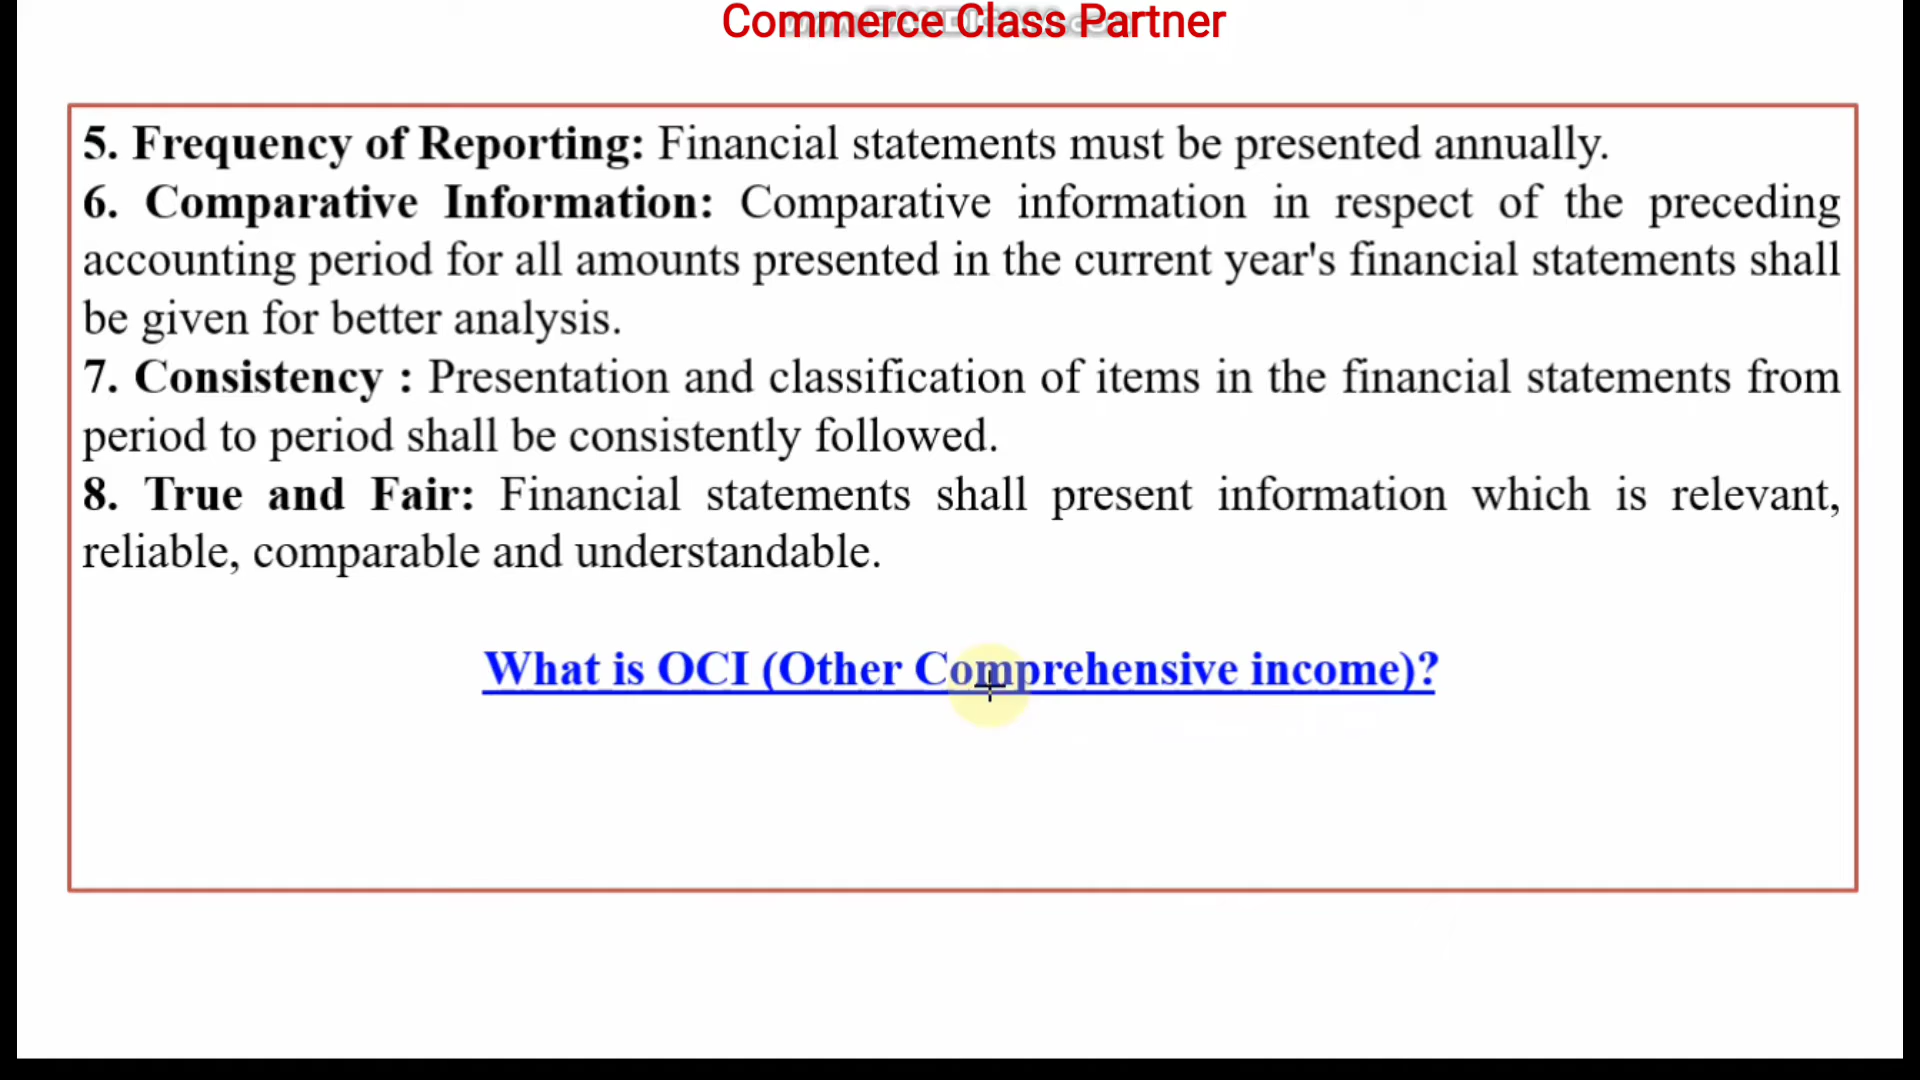 Commerce Class Partner
5. Frequency of Reporting: Financial statements must be presented annually.
6. Comparative Information: Comparative information in respect of the preceding
accounting period for all amounts presented in the current year's financial statements shall
be given for better analysis.
7. Consistency : Presentation and classification of items in the financial statements from
period to period shall be consistently followed.
8. True and Fair: Financial statements shall present information which is relevant,
reliable, comparable and understandable.
What is OCI (Other Comprehensive income)?